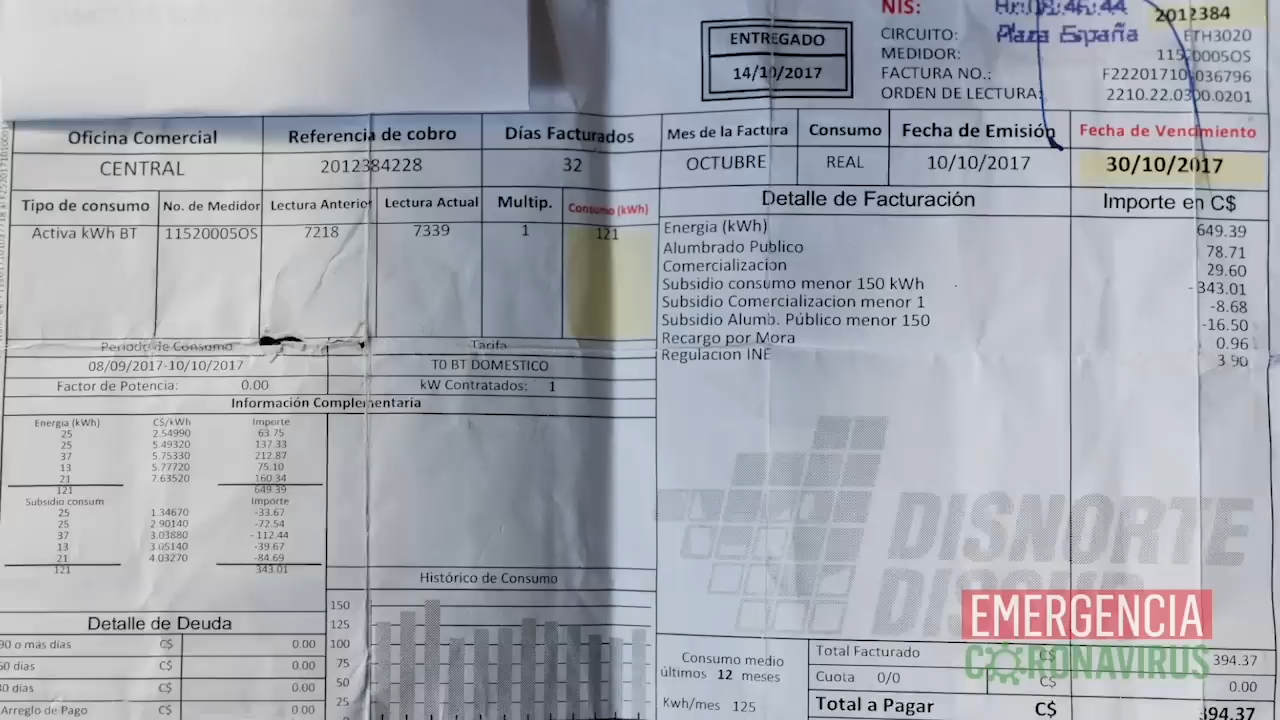 NIS:
Hr:08:46:44
2012384
ENTREGADO
14/10/2017
CIRCUITO:
Plaza España
ETH3020
MEDIDOR:
11520005OS
FACTURA NO.:
F22201710036796
ORDEN DE LECTURA:
2210.22.0300.0201
Oficina Comercial Referencia de cobro Días Facturados Mes de la Factura Consumo Fecha de Emisión Fecha de Vencimiento
CENTRAL 2012384228 32 OCTUBRE REAL 10/10/2017 30/10/2017
Tipo de consumo No. de Medidor Lectura Anterior Lectura Actual Multip. Consumo (kWh)
Activa kWh BT 11520005OS 7218 7339 1 121
Detalle de Facturación Importe en C$
Energia (kWh) 649.39
Alumbrado Publico 78.71
Comercializacion 29.60
Subsidio consumo menor 150 kWh -343.01
Subsidio Comercializacion menor 1 -8.68
Subsidio Alumb. Público menor 150 -16.50
Recargo por Mora 0.96
Regulacion INE 3.90
Periodo de Consumo Tarifa
08/09/2017-10/10/2017 T0 BT DOMESTICO
Factor de Potencia: 0.00 kW Contratados: 1
Información Complementaria
Energia (kWh) C$/kWh Importe
25 2.54990 63.75
25 5.49320 137.33
37 5.75330 212.87
13 5.77720 75.10
21 7.63520 160.34
121 649.39
Subsidio consum Importe
25 1.34670 -33.67
25 2.90140 -72.54
37 3.03880 -112.44
13 3.05140 -39.67
21 4.03270 -84.69
121 343.01
Histórico de Consumo
150
125
100
75
50
25
Detalle de Deuda
90 o más días C$ 0.00
60 dias C$ 0.00
30 dias C$ 0.00
Arreglo de Pago C$ 0.00
DISNORTE
DISSUR
Consumo medio
últimos 12 meses
Kwh/mes 125
Total Facturado C$ 394.37
Cuota 0/0 C$ 0.00
Total a Pagar C$ 394.37
EMERGENCIA
CORONAVIRUS